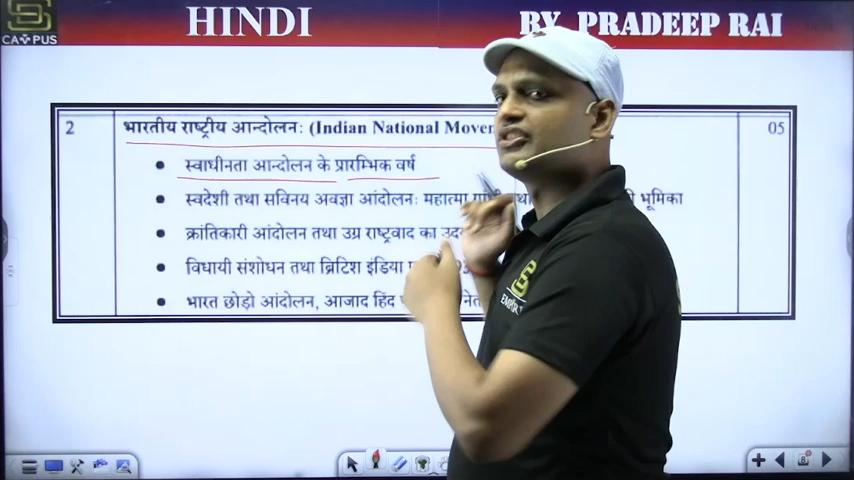 HINDI
BY PRADEEP RAI
CAMPUS
2 भारतीय राष्ट्रीय आन्दोलन: (Indian National 05
• स्वाधीनता आन्दोलन के प्रारम्भिक वर्ष
• स्वदेशी तथा सविनय अवज्ञा आंदोलन: महात्मा भूमिका
• क्रांतिकारी आंदोलन तथा उग्र राष्ट्रवाद का
• विधायी संशोधन तथा ब्रिटिश इंडिया
• भारत छोड़ो आंदोलन, आजाद हिंद